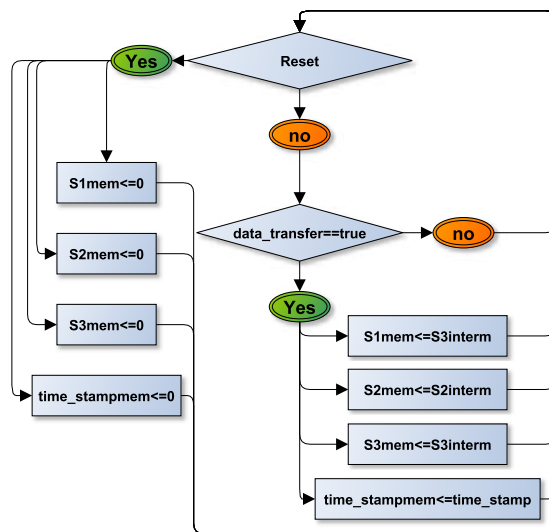 Yes
Reset
no
S1mem<=0
data_transfer==true
no
S2mem<=0
Yes
S3mem<=0
S1mem<=S3interm
time_stampmem<=0
S2mem<=S2interm
S3mem<=S3interm
time_stampmem<=time_stamp